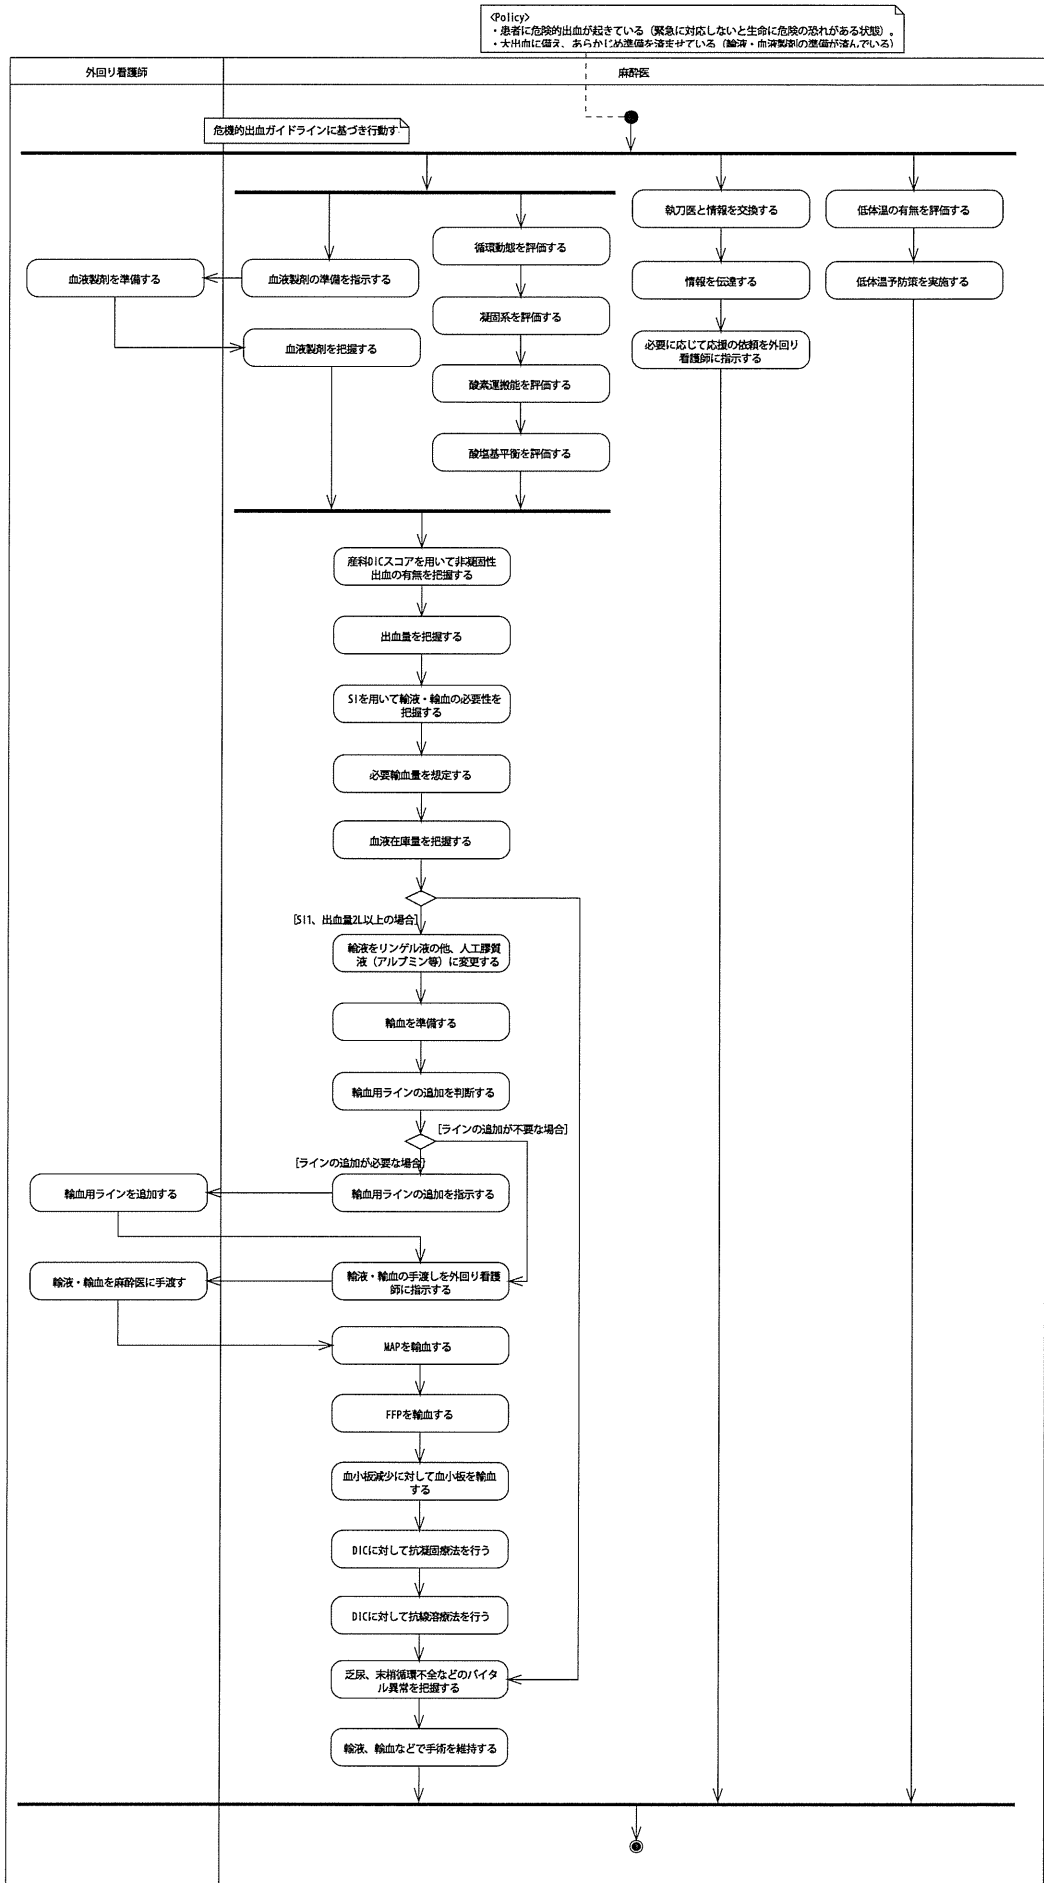 <Policy>
・患者に危険的出血が起きている（緊急に対応しないと生命に危険の恐れがある状態）。
・大出血に備え、あらかじめ準備を済ませている（輸液・血液製剤の準備が済んでいる）
外回り看護師
麻酔医
危機的出血ガイドラインに基づき行動す
執刀医と情報を交換する
低体温の有無を評価する
循環動態を評価する
血液製剤を準備する
血液製剤の準備を指示する
情報を伝達する
低体温予防策を実施する
凝固系を評価する
血液製剤を把握する
必要に応じて応援の依頼を外回り
看護師に指示する
酸素運搬能を評価する
酸塩基平衡を評価する
産科DICスコアを用いて非凝固性
出血の有無を把握する
出血量を把握する
SIを用いて輸液・輸血の必要性を
把握する
必要輸血量を想定する
血液在庫量を把握する
[SI1、出血量2L以上の場合]
輸液をリンゲル液の他、人工膠質
液（アルブミン等）に変更する
輸血を準備する
輸血用ラインの追加を判断する
[ラインの追加が不要な場合]
[ラインの追加が必要な場合]
輸血用ラインを追加する
輸血用ラインの追加を指示する
輸液・輸血を麻酔医に手渡す
輸液・輸血の手渡しを外回り看護
師に指示する
MAPを輸血する
FFPを輸血する
血小板減少に対して血小板を輸血
する
DICに対して抗凝固療法を行う
DICに対して抗線溶療法を行う
乏尿、末梢循環不全などのバイタ
ル異常を把握する
輸液、輸血などで手術を維持する